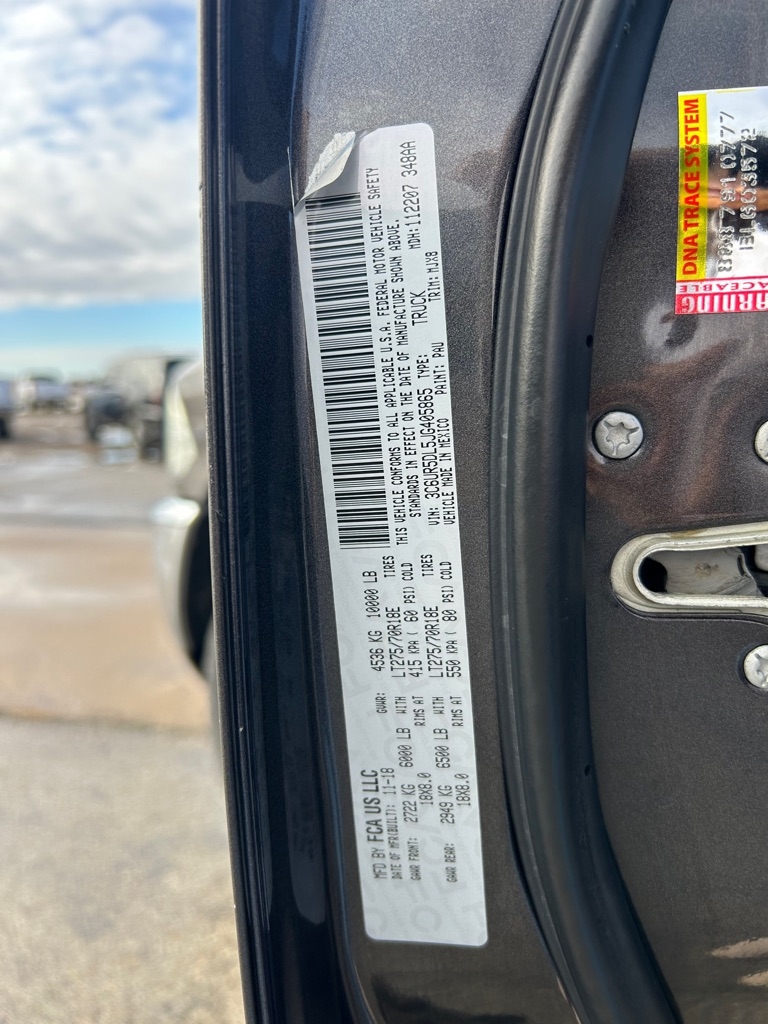 MFD BY FCA US LLC
DATE OF MFR(BUILT): 11-18 GVWR: 4536 KG 10000 LB
GAWR FRONT: 2722 KG 6000 LB WITH LT275/70R18E TIRES
18X8.0 RIMS AT 415 KPA ( 60 PSI) COLD
GAWR REAR: 2949 KG 6500 LB WITH LT275/70R18E TIRES
18X8.0 RIMS AT 550 KPA ( 80 PSI) COLD
THIS VEHICLE CONFORMS TO ALL APPLICABLE U.S.A. FEDERAL MOTOR VEHICLE SAFETY
STANDARDS IN EFFECT ON THE DATE OF MANUFACTURE SHOWN ABOVE.
VIN: 3C6UR5DL5JG405865 TYPE: TRUCK MDH: 112207 348AA
VEHICLE MADE IN MEXICO PAINT: PAU TRIM: MJX8
DNA TRACE SYSTEM